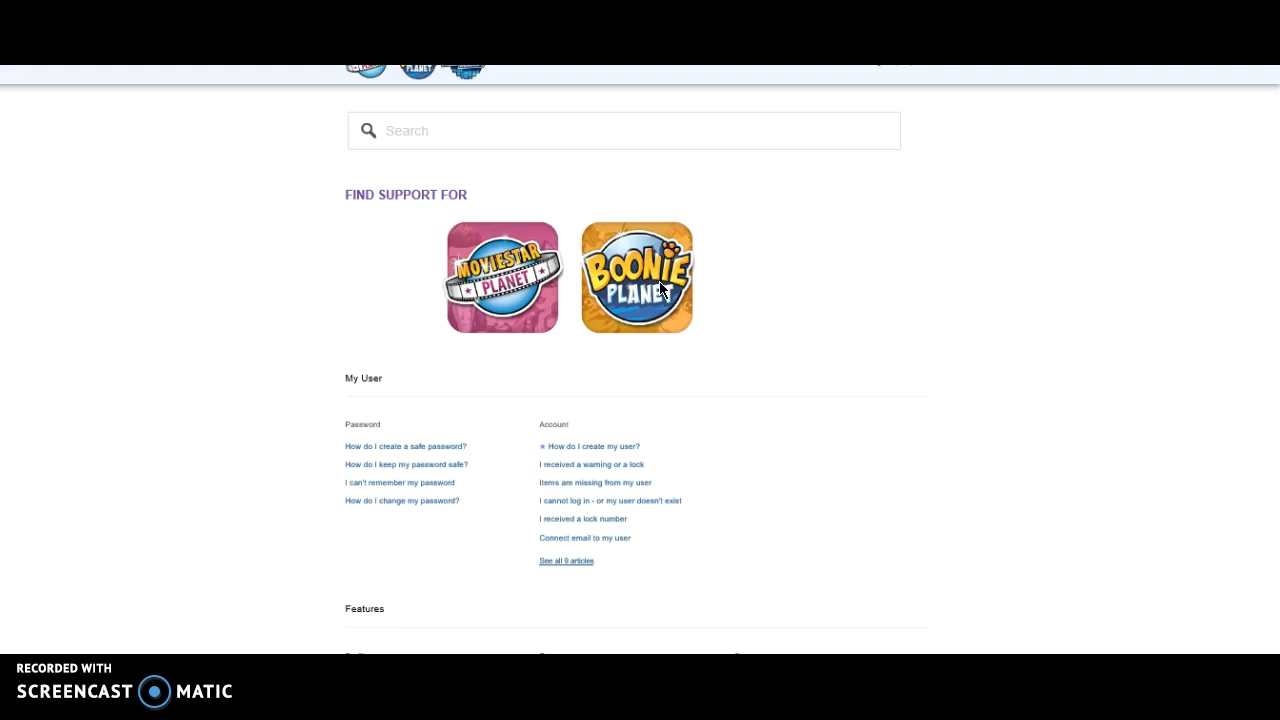 PLANET
Search
FIND SUPPORT FOR
MOVIESTAR
PLANET
BOONIE
PLANET
My User
Password
How do I create a safe password?
How do I keep my password safe?
I can't remember my password
How do I change my password?
Account
★ How do I create my user?
I received a warning or a lock
Items are missing from my user
I cannot log in - or my user doesn't exist
I received a lock number
Connect email to my user
See all 9 articles
Features
RECORDED WITH
SCREENCAST MATIC